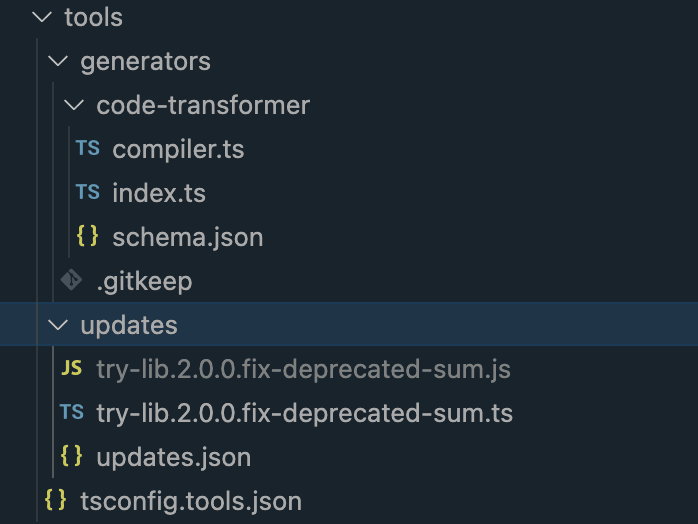 tools
generators
code-transformer
TS compiler.ts
TS index.ts
{} schema.json
.gitkeep
updates
JS try-lib.2.0.0.fix-deprecated-sum.js
TS try-lib.2.0.0.fix-deprecated-sum.ts
{} updates.json
{} tsconfig.tools.json